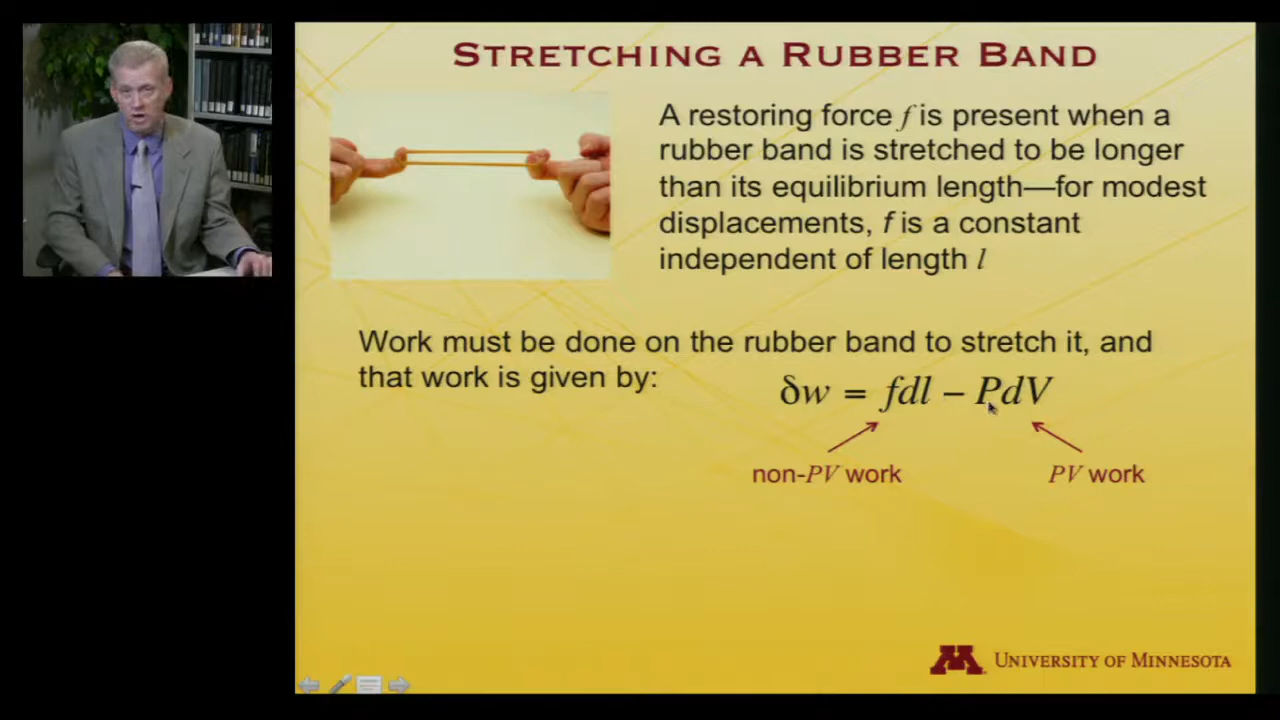 STRETCHING A RUBBER BAND
A restoring force f is present when a
rubber band is stretched to be longer
than its equilibrium length—for modest
displacements, f is a constant
independent of length l
Work must be done on the rubber band to stretch it, and
that work is given by:
δw = fdl – PdV
non-PV work
PV work
UNIVERSITY OF MINNESOTA